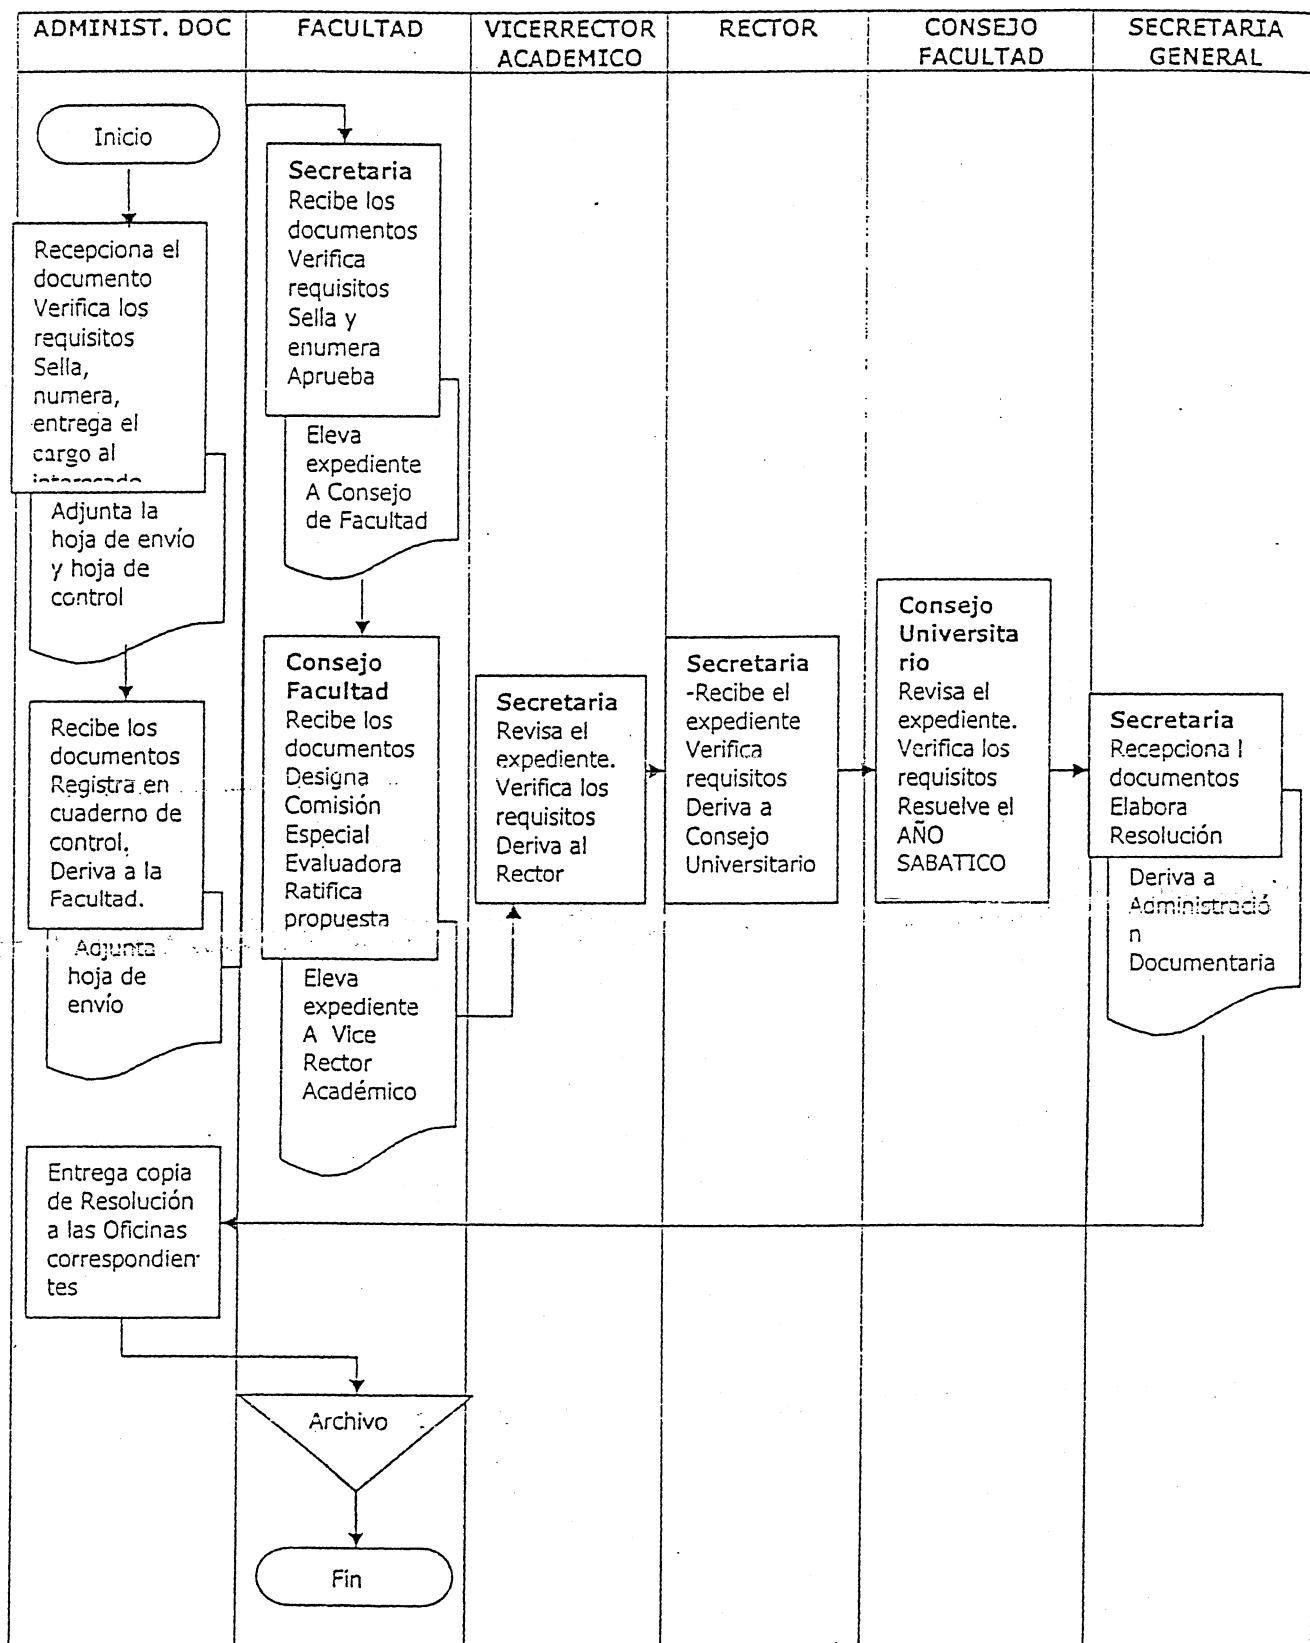 ADMINIST. DOC
FACULTAD
VICERRECTOR
ACADEMICO
RECTOR
CONSEJO
FACULTAD
SECRETARIA
GENERAL
Inicio
Recepciona el
documento
Verifica los
requisitos
Sella,
numera,
entrega el
cargo al
interesado
Adjunta la
hoja de envío
y hoja de
control
Recibe los
documentos
Registra en
cuaderno de
control.
Deriva a la
Facultad.
Adjunta
hoja de
envío
Entrega copia
de Resolución
a las Oficinas
correspondien-
tes
Secretaria
Recibe los
documentos
Verifica
requisitos
Sella y
enumera
Aprueba
Eleva
expediente
A Consejo
de Facultad
Consejo
Facultad
Recibe los
documentos
Designa
Comisión
Especial
Evaluadora
Ratifica
propuesta
Eleva
expediente
A Vice
Rector
Académico
Archivo
Fin
Secretaria
Revisa el
expediente.
Verifica los
requisitos
Deriva al
Rector
Secretaria
-Recibe el
expediente
Verifica
requisitos
Deriva a
Consejo
Universitario
Consejo
Universita
rio
Revisa el
expediente.
Verifica los
requisitos
Resuelve el
AÑO
SABATICO
Secretaria
Recepciona l
documentos
Elabora
Resolución
Deriva a
Administració
n
Documentaria